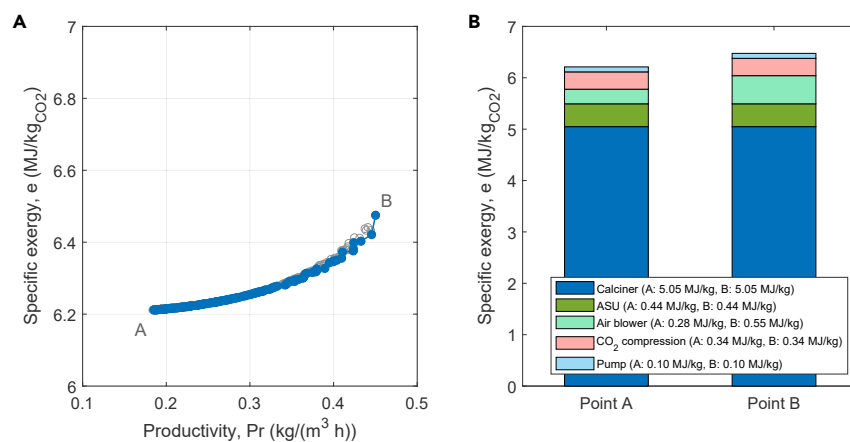 A
7
6.8
6.6
6.4
6.2
6
0.1
0.2
0.3
0.4
0.5
Specific exergy, e (MJ/kg_CO2)
Productivity, Pr (kg/(m³ h))
A
B
B
7
6
5
4
3
2
1
0
Specific exergy, e (MJ/kg_CO2)
Calciner (A: 5.05 MJ/kg, B: 5.05 MJ/kg)
ASU (A: 0.44 MJ/kg, B: 0.44 MJ/kg)
Air blower (A: 0.28 MJ/kg, B: 0.55 MJ/kg)
CO₂ compression (A: 0.34 MJ/kg, B: 0.34 MJ/kg)
Pump (A: 0.10 MJ/kg, B: 0.10 MJ/kg)
Point A
Point B